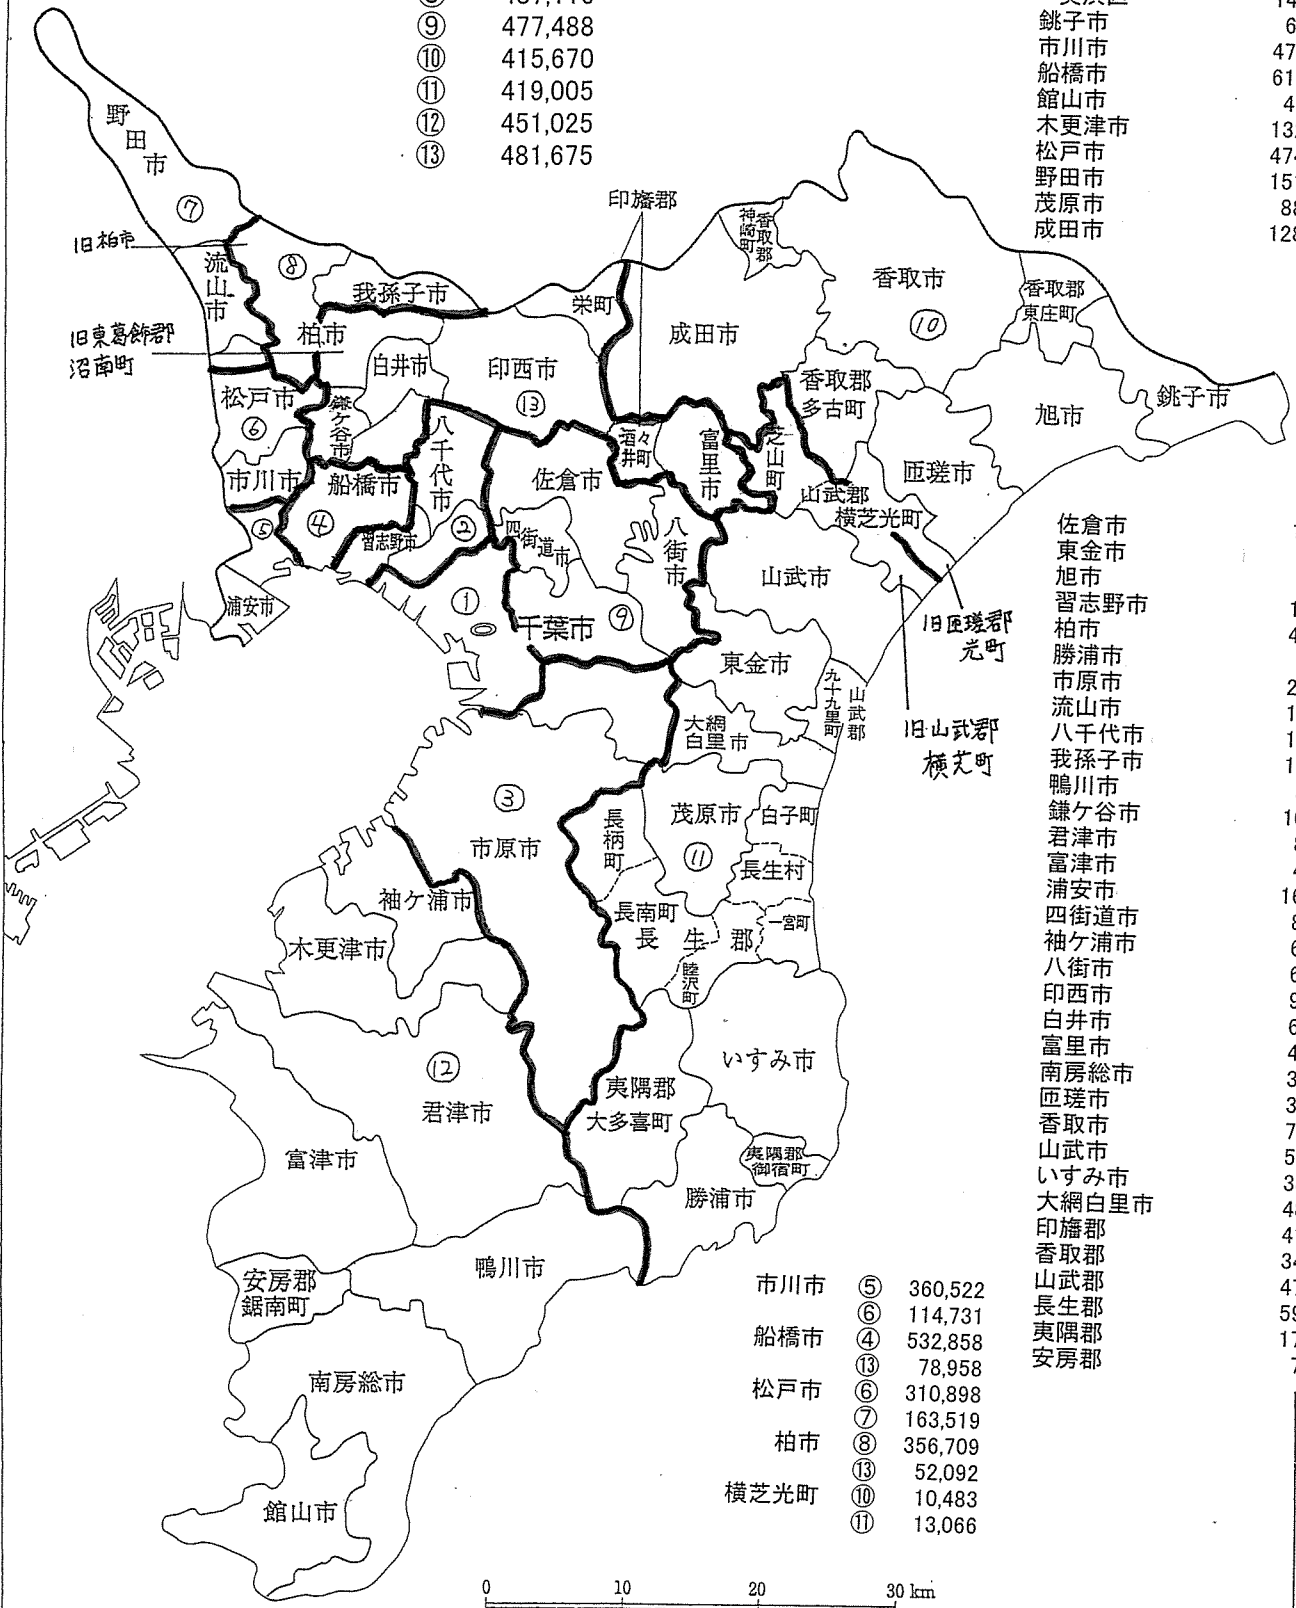 ⑨ 477,488
⑩ 415,670
⑪ 419,005
⑫ 451,025
⑬ 481,675
銚子市
市川市
船橋市
館山市
木更津市
松戸市
野田市
茂原市
成田市
野田市
⑦
旧柏市
流山市
⑧
我孫子市
柏市
旧東葛飾郡
沼南町
松戸市
⑥
市川市
⑤
鎌ケ谷市
白井市
印西市
⑬
栄町
印旛郡
成田市
神崎町
香取郡
香取市
⑩
香取郡
東庄町
銚子市
旭市
香取郡
多古町
匝瑳市
芝山町
山武郡
横芝光町
富里市
酒々井町
佐倉市
八千代市
②
船橋市
④
習志野市
四街道市
八街市
山武市
浦安市
①
千葉市
⑨
東金市
旧匝瑳郡
光町
旧山武郡
横芝町
九十九里町
山武郡
大網
白里市
③
市原市
長柄町
茂原市
⑪
白子町
長生村
長南町
長生郡
一宮町
睦沢町
袖ケ浦市
木更津市
⑫
君津市
富津市
夷隅郡
大多喜町
いすみ市
夷隅郡
御宿町
勝浦市
鴨川市
安房郡
鋸南町
南房総市
館山市
佐倉市
東金市
旭市
習志野市
柏市
勝浦市
市原市
流山市
八千代市
我孫子市
鴨川市
鎌ケ谷市
君津市
富津市
浦安市
四街道市
袖ケ浦市
八街市
印西市
白井市
富里市
南房総市
匝瑳市
香取市
山武市
いすみ市
大網白里市
印旛郡
香取郡
山武郡
長生郡
夷隅郡
安房郡
市川市 ⑤ 360,522
⑥ 114,731
船橋市 ④ 532,858
⑬ 78,958
松戸市 ⑥ 310,898
⑦ 163,519
柏市 ⑧ 356,709
⑬ 52,092
横芝光町 ⑩ 10,483
⑪ 13,066
0 10 20 30 km